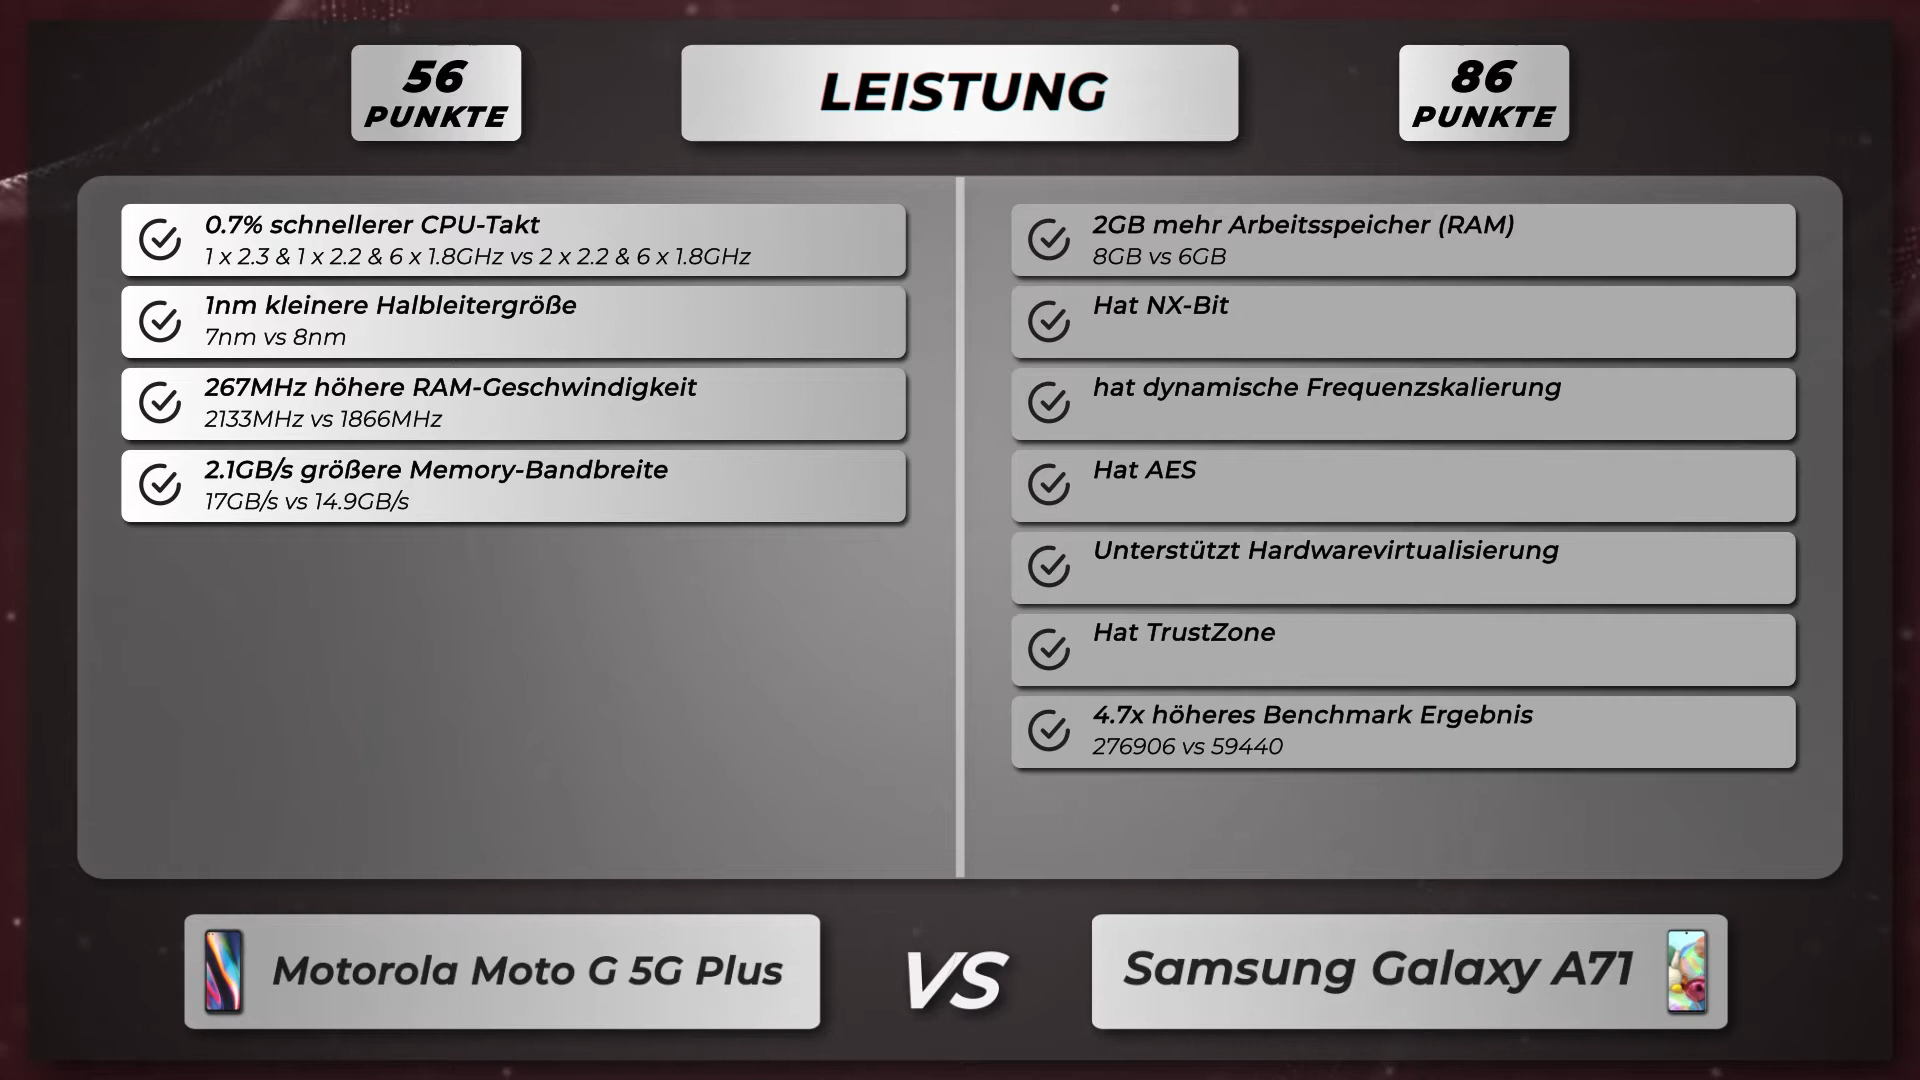 56
PUNKTE
LEISTUNG
86
PUNKTE
0.7% schnellerer CPU-Takt
1 x 2.3 & 1 x 2.2 & 6 x 1.8GHz vs 2 x 2.2 & 6 x 1.8GHz
1nm kleinere Halbleitergröße
7nm vs 8nm
267MHz höhere RAM-Geschwindigkeit
2133MHz vs 1866MHz
2.1GB/s größere Memory-Bandbreite
17GB/s vs 14.9GB/s
2GB mehr Arbeitsspeicher (RAM)
8GB vs 6GB
Hat NX-Bit
hat dynamische Frequenzskalierung
Hat AES
Unterstützt Hardwarevirtualisierung
Hat TrustZone
4.7x höheres Benchmark Ergebnis
276906 vs 59440
Motorola Moto G 5G Plus
VS
Samsung Galaxy A71